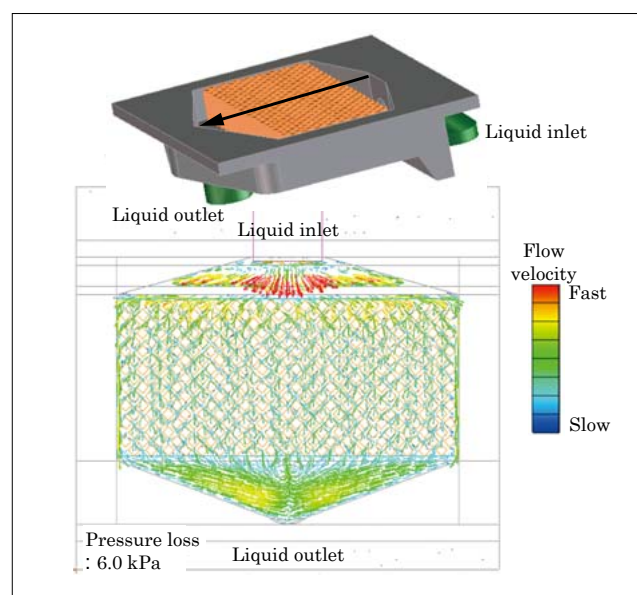 Liquid inlet
Liquid outlet
Liquid inlet
Flow
velocity
Fast
Slow
Pressure loss
: 6.0 kPa
Liquid outlet